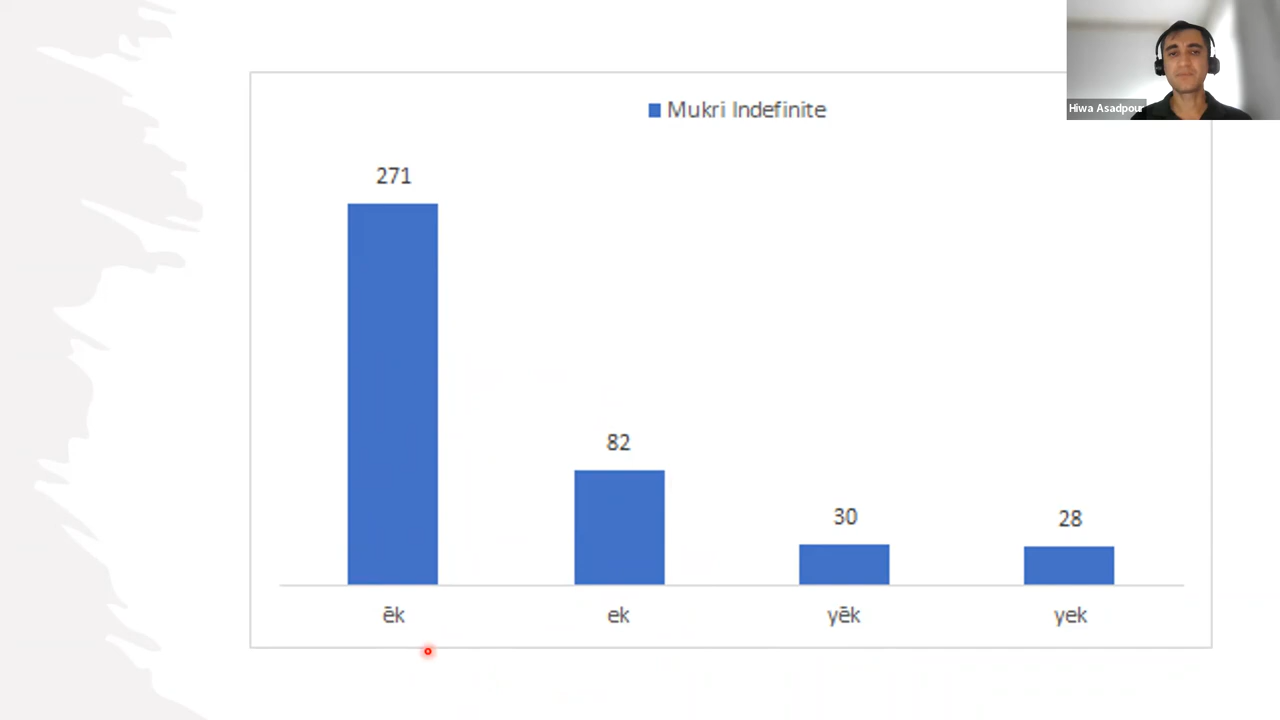 Hiwa Asadpour
Mukri Indefinite
271
82
30
28
ēk
ek
yēk
yek